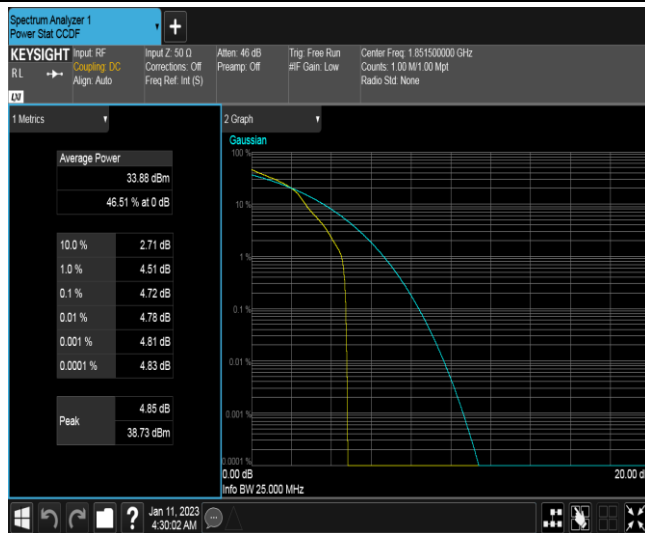 Spectrum Analyzer 1
Power Stat CCDF
+
KEYSIGHT
RL
Input: RF
Coupling: DC
Align: Auto
Input Z: 50 Ω
Corrections: Off
Freq Ref: Int (S)
Atten: 46 dB
Preamp: Off
Trig: Free Run
#IF Gain: Low
Center Freq: 1.851500000 GHz
Counts: 1.00 M/1.00 Mpt
Radio Std: None
1 Metrics
Average Power
33.88 dBm
46.51 % at 0 dB
10.0 % 2.71 dB
1.0 % 4.51 dB
0.1 % 4.72 dB
0.01 % 4.78 dB
0.001 % 4.81 dB
0.0001 % 4.83 dB
Peak
4.85 dB
38.73 dBm
2 Graph
Gaussian
100 %
10 %
1 %
0.1 %
0.01 %
0.001 %
0.0001 %
0.00 dB
20.00 d
Info BW 25.000 MHz
?
Jan 11, 2023
4:30:02 AM